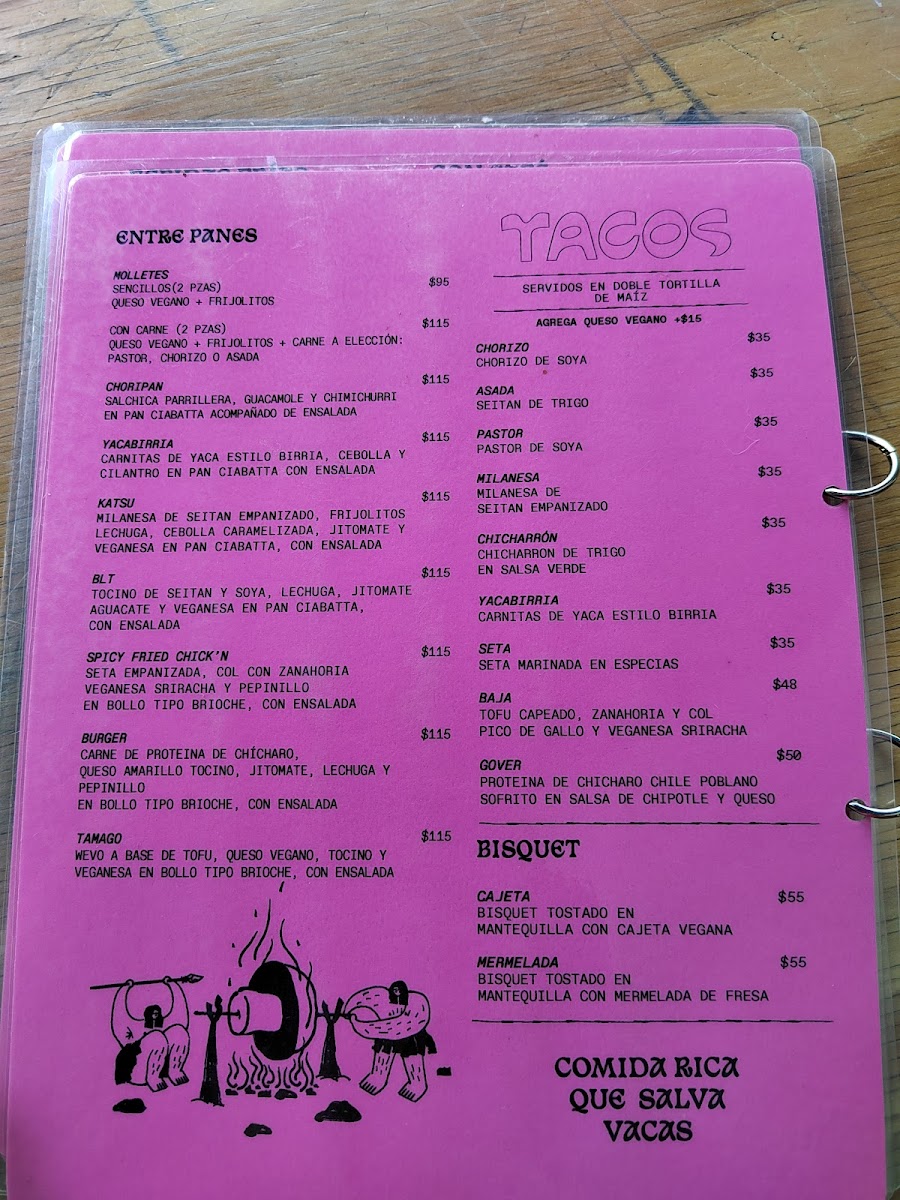 ENTRE PANES
MOLLETES
SENCILLOS(2 PZAS) $95
QUESO VEGANO + FRIJOLITOS
CON CARNE (2 PZAS) $115
QUESO VEGANO + FRIJOLITOS + CARNE A ELECCIÓN:
PASTOR, CHORIZO O ASADA
CHORIPAN $115
SALCHICA PARRILLERA, GUACAMOLE Y CHIMICHURRI
EN PAN CIABATTA ACOMPAÑADO DE ENSALADA
YACABIRRIA $115
CARNITAS DE YACA ESTILO BIRRIA, CEBOLLA Y
CILANTRO EN PAN CIABATTA CON ENSALADA
KATSU $115
MILANESA DE SEITAN EMPANIZADO, FRIJOLITOS
LECHUGA, CEBOLLA CARAMELIZADA, JITOMATE Y
VEGANESA EN PAN CIABATTA, CON ENSALADA
BLT $115
TOCINO DE SEITAN Y SOYA, LECHUGA, JITOMATE
AGUACATE Y VEGANESA EN PAN CIABATTA,
CON ENSALADA
SPICY FRIED CHICK'N $115
SETA EMPANIZADA, COL CON ZANAHORIA
VEGANESA SRIRACHA Y PEPINILLO
EN BOLLO TIPO BRIOCHE, CON ENSALADA
BURGER $115
CARNE DE PROTEINA DE CHÍCHARO,
QUESO AMARILLO TOCINO, JITOMATE, LECHUGA Y
PEPINILLO
EN BOLLO TIPO BRIOCHE, CON ENSALADA
TAMAGO $115
WEVO A BASE DE TOFU, QUESO VEGANO, TOCINO Y
VEGANESA EN BOLLO TIPO BRIOCHE, CON ENSALADA
TACOS
SERVIDOS EN DOBLE TORTILLA
DE MAÍZ
AGREGA QUESO VEGANO +$15
CHORIZO $35
CHORIZO DE SOYA
ASADA $35
SEITAN DE TRIGO
PASTOR $35
PASTOR DE SOYA
MILANESA $35
MILANESA DE
SEITAN EMPANIZADO
CHICHARRÓN $35
CHICHARRON DE TRIGO
EN SALSA VERDE
YACABIRRIA $35
CARNITAS DE YACA ESTILO BIRRIA
SETA $35
SETA MARINADA EN ESPECIAS
BAJA $48
TOFU CAPEADO, ZANAHORIA Y COL
PICO DE GALLO Y VEGANESA SRIRACHA
GOVER $50
PROTEINA DE CHICHARO CHILE POBLANO
SOFRITO EN SALSA DE CHIPOTLE Y QUESO
BISQUET
CAJETA $55
BISQUET TOSTADO EN
MANTEQUILLA CON CAJETA VEGANA
MERMELADA $55
BISQUET TOSTADO EN
MANTEQUILLA CON MERMELADA DE FRESA
COMIDA RICA
QUE SALVA
VACAS